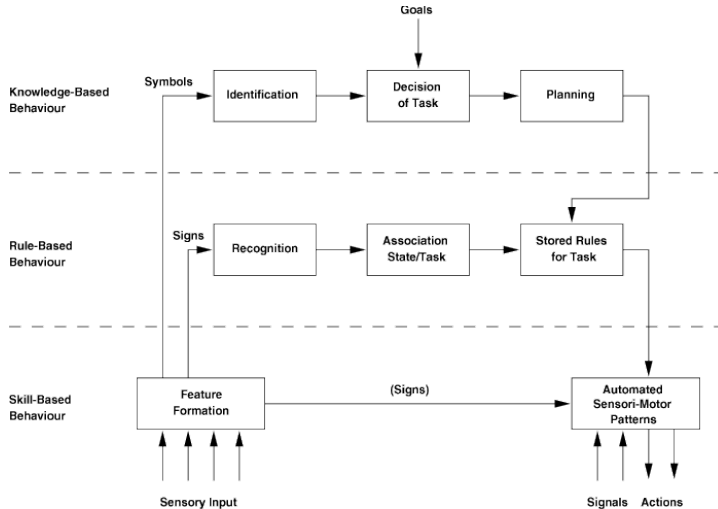 Goals
Knowledge-Based
Behaviour
Symbols
Identification
Decision
of Task
Planning
Rule-Based
Behaviour
Signs
Recognition
Association
State/Task
Stored Rules
for Task
Skill-Based
Behaviour
Feature
Formation
(Signs)
Automated
Sensori-Motor
Patterns
Sensory Input
Signals
Actions